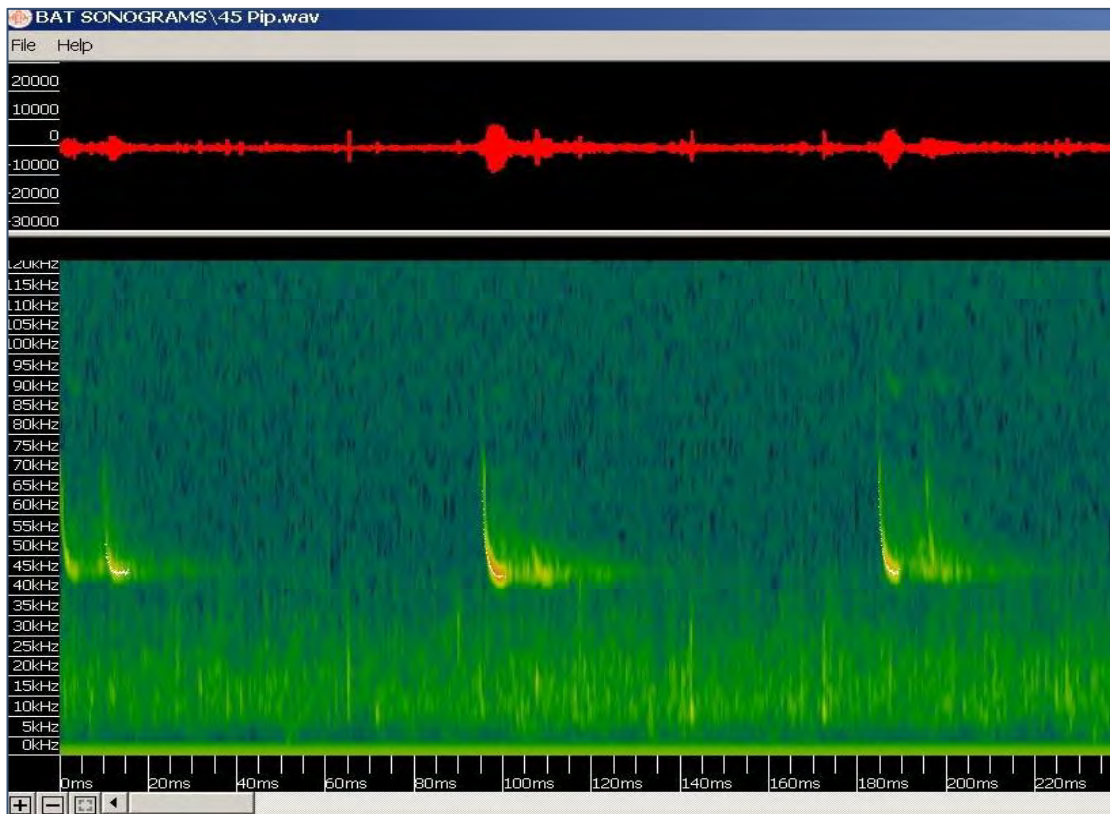 BAT SONOGRAMS\45 Pip.wav
File Help
20000
10000
0
-10000
-20000
-30000
120kHz
115kHz
110kHz
105kHz
100kHz
95kHz
90kHz
85kHz
80kHz
75kHz
70kHz
65kHz
60kHz
55kHz
50kHz
45kHz
40kHz
35kHz
30kHz
25kHz
20kHz
15kHz
10kHz
5kHz
0kHz
0ms 20ms 40ms 60ms 80ms 100ms 120ms 140ms 160ms 180ms 200ms 220ms